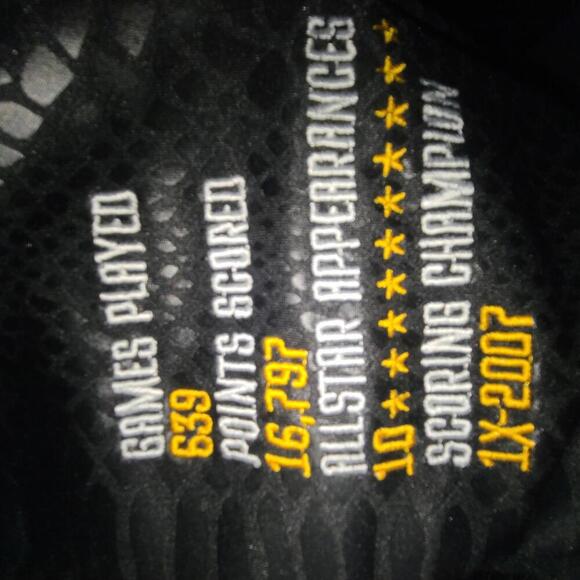 GAMES PLAYED
639
POINTS SCORED
16,797
ALLSTAR APPEARANCES
10
SCORING CHAMPION
1X-2007